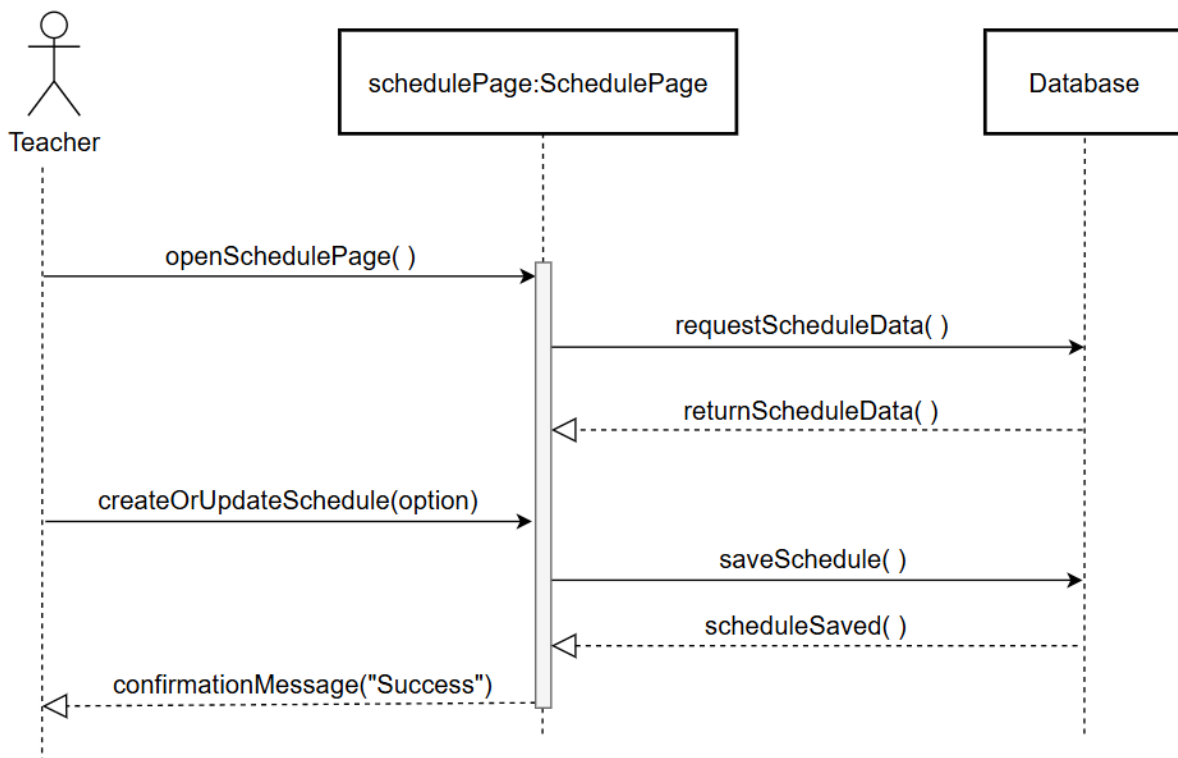 schedulePage:SchedulePage
Database
Teacher
openSchedulePage( )
requestScheduleData( )
returnScheduleData( )
createOrUpdateSchedule(option)
saveSchedule( )
scheduleSaved( )
confirmationMessage("Success")